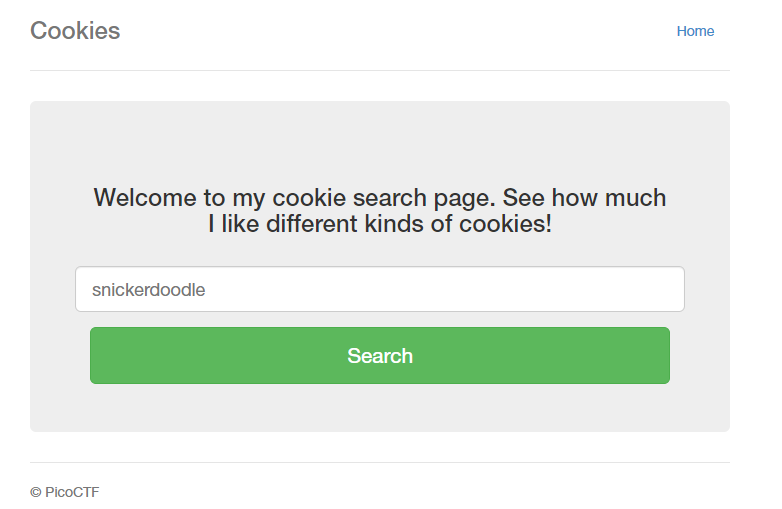 Cookies
Home
Welcome to my cookie search page. See how much
I like different kinds of cookies!
snickerdoodle
Search
© PicoCTF